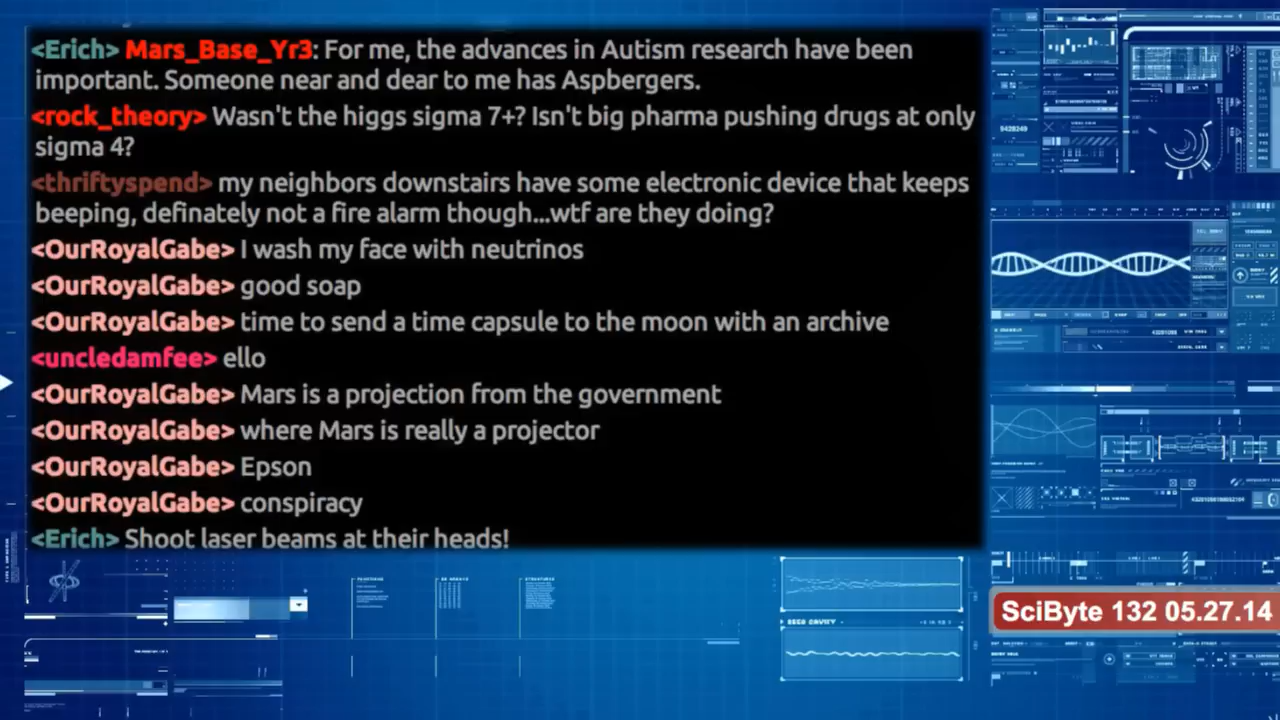 <Erich> Mars_Base_Yr3: For me, the advances in Autism research have been
important. Someone near and dear to me has Aspbergers.
<rock_theory> Wasn't the Higgs sigma 7+? Isn't big pharma pushing drugs at only
sigma 4?
<thriftyspend> my neighbors downstairs have some electronic device that keeps
beeping, definately not a fire alarm though...wtf are they doing?
<OurRoyalGabe> I wash my face with neutrinos
<OurRoyalGabe> good soap
<OurRoyalGabe> time to send a time capsule to the moon with an archive
<uncledamfee> ello
<OurRoyalGabe> Mars is a projection from the government
<OurRoyalGabe> where Mars is really a projector
<OurRoyalGabe> Epson
<OurRoyalGabe> conspiracy
<Erich> Shoot laser beams at their heads!
SciByte 132 05.27.14